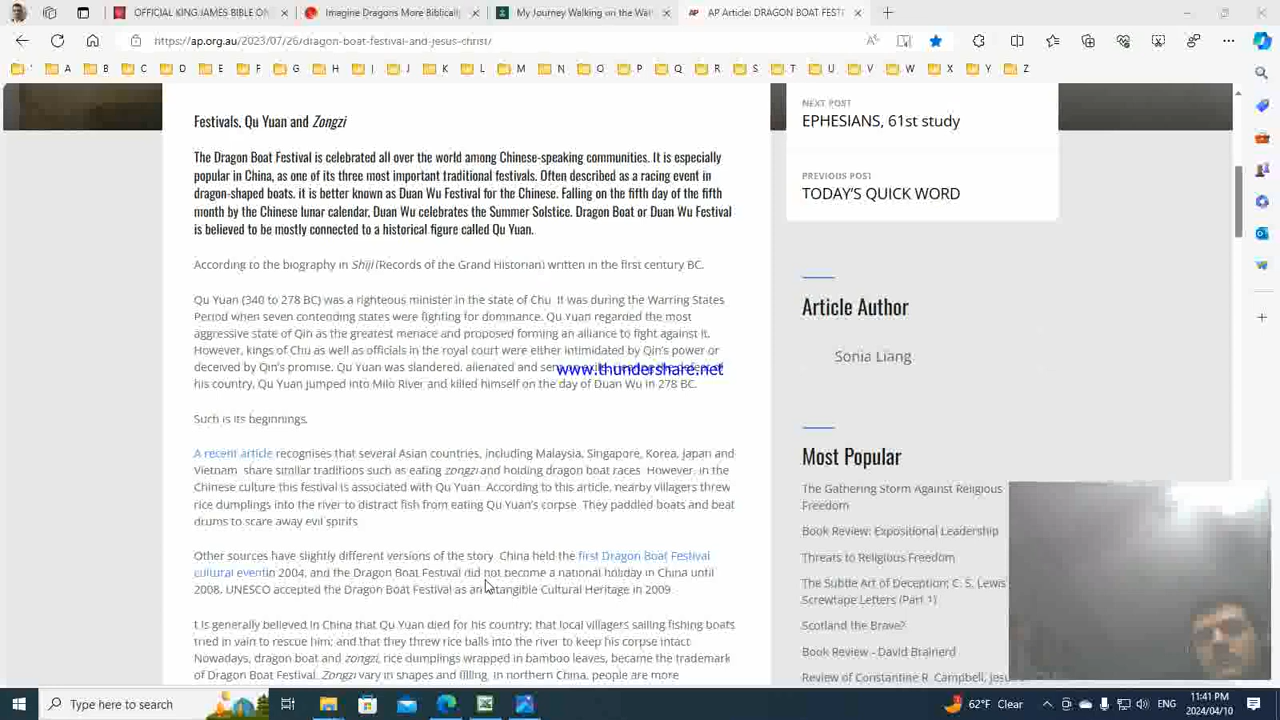 OFFICIAL KING JAMES BIBLE ON
Imagine Dragons More Biblical
My Journey Walking on the Wa
AP Article: DRAGON BOAT FEST
https://ap.org.au/2023/07/26/dragon-boat-festival-and-jesus-christ/
A B C D E F G H I J K L M N O P Q R S T U V W X Y Z
Festivals, Qu Yuan and Zongzi
The Dragon Boat Festival is celebrated all over the world among Chinese-speaking communities. It is especially
popular in China, as one of its three most important traditional festivals. Often described as a racing event in
dragon-shaped boats, it is better known as Duan Wu Festival for the Chinese. Falling on the fifth day of the fifth
month by the Chinese lunar calendar, Duan Wu celebrates the Summer Solstice. Dragon Boat or Duan Wu Festival
is believed to be mostly connected to a historical figure called Qu Yuan.
According to the biography in Shiji (Records of the Grand Historian) written in the first century BC.
Qu Yuan (340 to 278 BC) was a righteous minister in the state of Chu. It was during the Warring States
Period when seven contending states were fighting for dominance. Qu Yuan regarded the most
aggressive state of Qin as the greatest menace and proposed forming an alliance to fight against it.
However, kings of Chu as well as officials in the royal court were either intimidated by Qin's power or
deceived by Qin's promise. Qu Yuan was slandered, alienated and
www.thundershare.net
his country, Qu Yuan jumped into Milo River and killed himself on the day of Duan Wu in 278 BC.
Such is its beginnings.
A recent article recognises that several Asian countries, including Malaysia, Singapore, Korea, Japan and
Vietnam share similar traditions such as eating zongzi and holding dragon boat races. However, in the
Chinese culture this festival is associated with Qu Yuan. According to this article, nearby villagers threw
rice dumplings into the river to distract fish from eating Qu Yuan's corpse. They paddled boats and beat
drums to scare away evil spirits
Other sources have slightly different versions of the story. China held the first Dragon Boat Festival
cultural eventin 2004, and the Dragon Boat Festival did not become a national holiday in China until
2008. UNESCO accepted the Dragon Boat Festival as an Intangible Cultural Heritage in 2009.
t is generally believed in China that Qu Yuan died for his country; that local villagers sailing fishing boats
tried in vain to rescue him; and that they threw rice balls into the river to keep his corpse intact
Nowadays, dragon boat and zongzi, rice dumplings wrapped in bamboo leaves, became the trademark
of Dragon Boat Festival. Zongzi vary in shapes and filling. In northern China, people are more
NEXT POST
EPHESIANS, 61st study
PREVIOUS POST
TODAY'S QUICK WORD
Article Author
Sonia Liang
Most Popular
The Gathering Storm Against Religious
Freedom
Book Review: Expositional Leadership
Threats to Religious Freedom
The Subtle Art of Deception: C. S. Lewis
Screwtape Letters (Part 1)
Scotland the Brave?
Book Review - David Brainerd
Review of Constantine R. Campbell, Jesu
Type here to search
62°F Clear
ENG
11:41 PM
2024/04/10